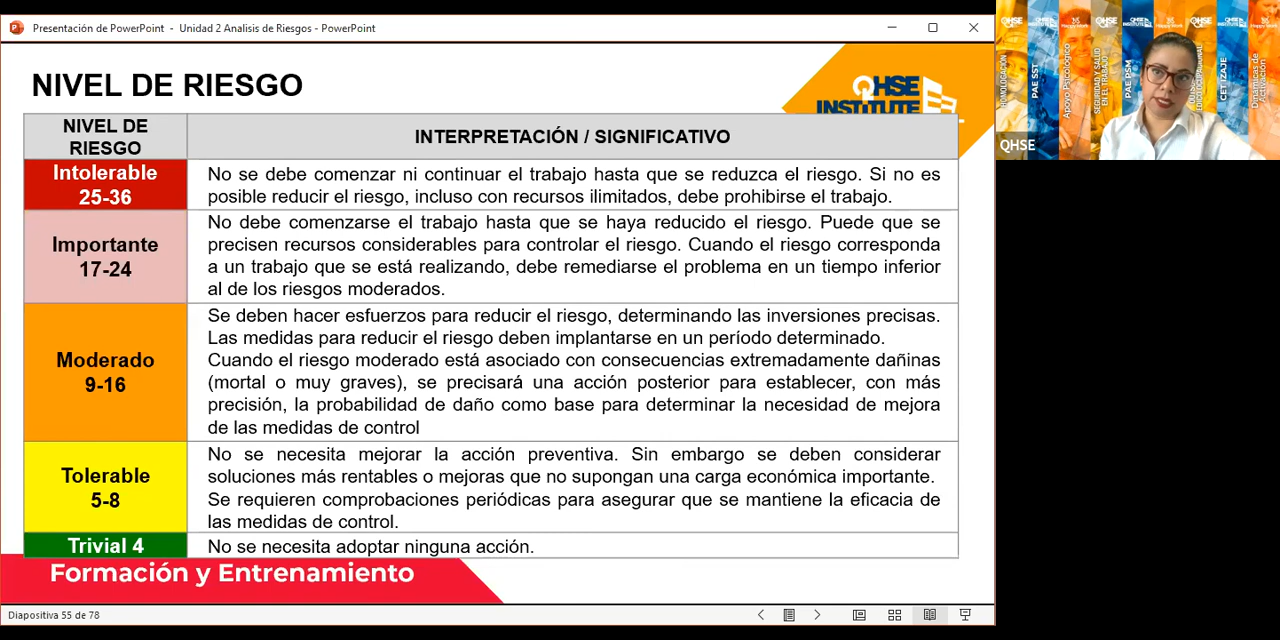 Presentación de PowerPoint - Unidad 2 Analisis de Riesgos - PowerPoint
NIVEL DE RIESGO
QHSE
INSTITUTE
NIVEL DE
RIESGO
INTERPRETACIÓN / SIGNIFICATIVO
Intolerable
25-36
No se debe comenzar ni continuar el trabajo hasta que se reduzca el riesgo. Si no es
posible reducir el riesgo, incluso con recursos ilimitados, debe prohibirse el trabajo.
Importante
17-24
No debe comenzarse el trabajo hasta que se haya reducido el riesgo. Puede que se
precisen recursos considerables para controlar el riesgo. Cuando el riesgo corresponda
a un trabajo que se está realizando, debe remediarse el problema en un tiempo inferior
al de los riesgos moderados.
Moderado
9-16
Se deben hacer esfuerzos para reducir el riesgo, determinando las inversiones precisas.
Las medidas para reducir el riesgo deben implantarse en un período determinado.
Cuando el riesgo moderado está asociado con consecuencias extremadamente dañinas
(mortal o muy graves), se precisará una acción posterior para establecer, con más
precisión, la probabilidad de daño como base para determinar la necesidad de mejora
de las medidas de control
Tolerable
5-8
No se necesita mejorar la acción preventiva. Sin embargo se deben considerar
soluciones más rentables o mejoras que no supongan una carga económica importante.
Se requieren comprobaciones periódicas para asegurar que se mantiene la eficacia de
las medidas de control.
Trivial 4
No se necesita adoptar ninguna acción.
Formación y Entrenamiento
Diapositiva 55 de 78
HOMOLOGACIÓN
PAE SST
Apoyo Psicológico
SEGURIDAD Y SALUD
EN EL TRABAJO
PAE PSM
CET IZAJE
Dinámicas de
Activación
QHSE